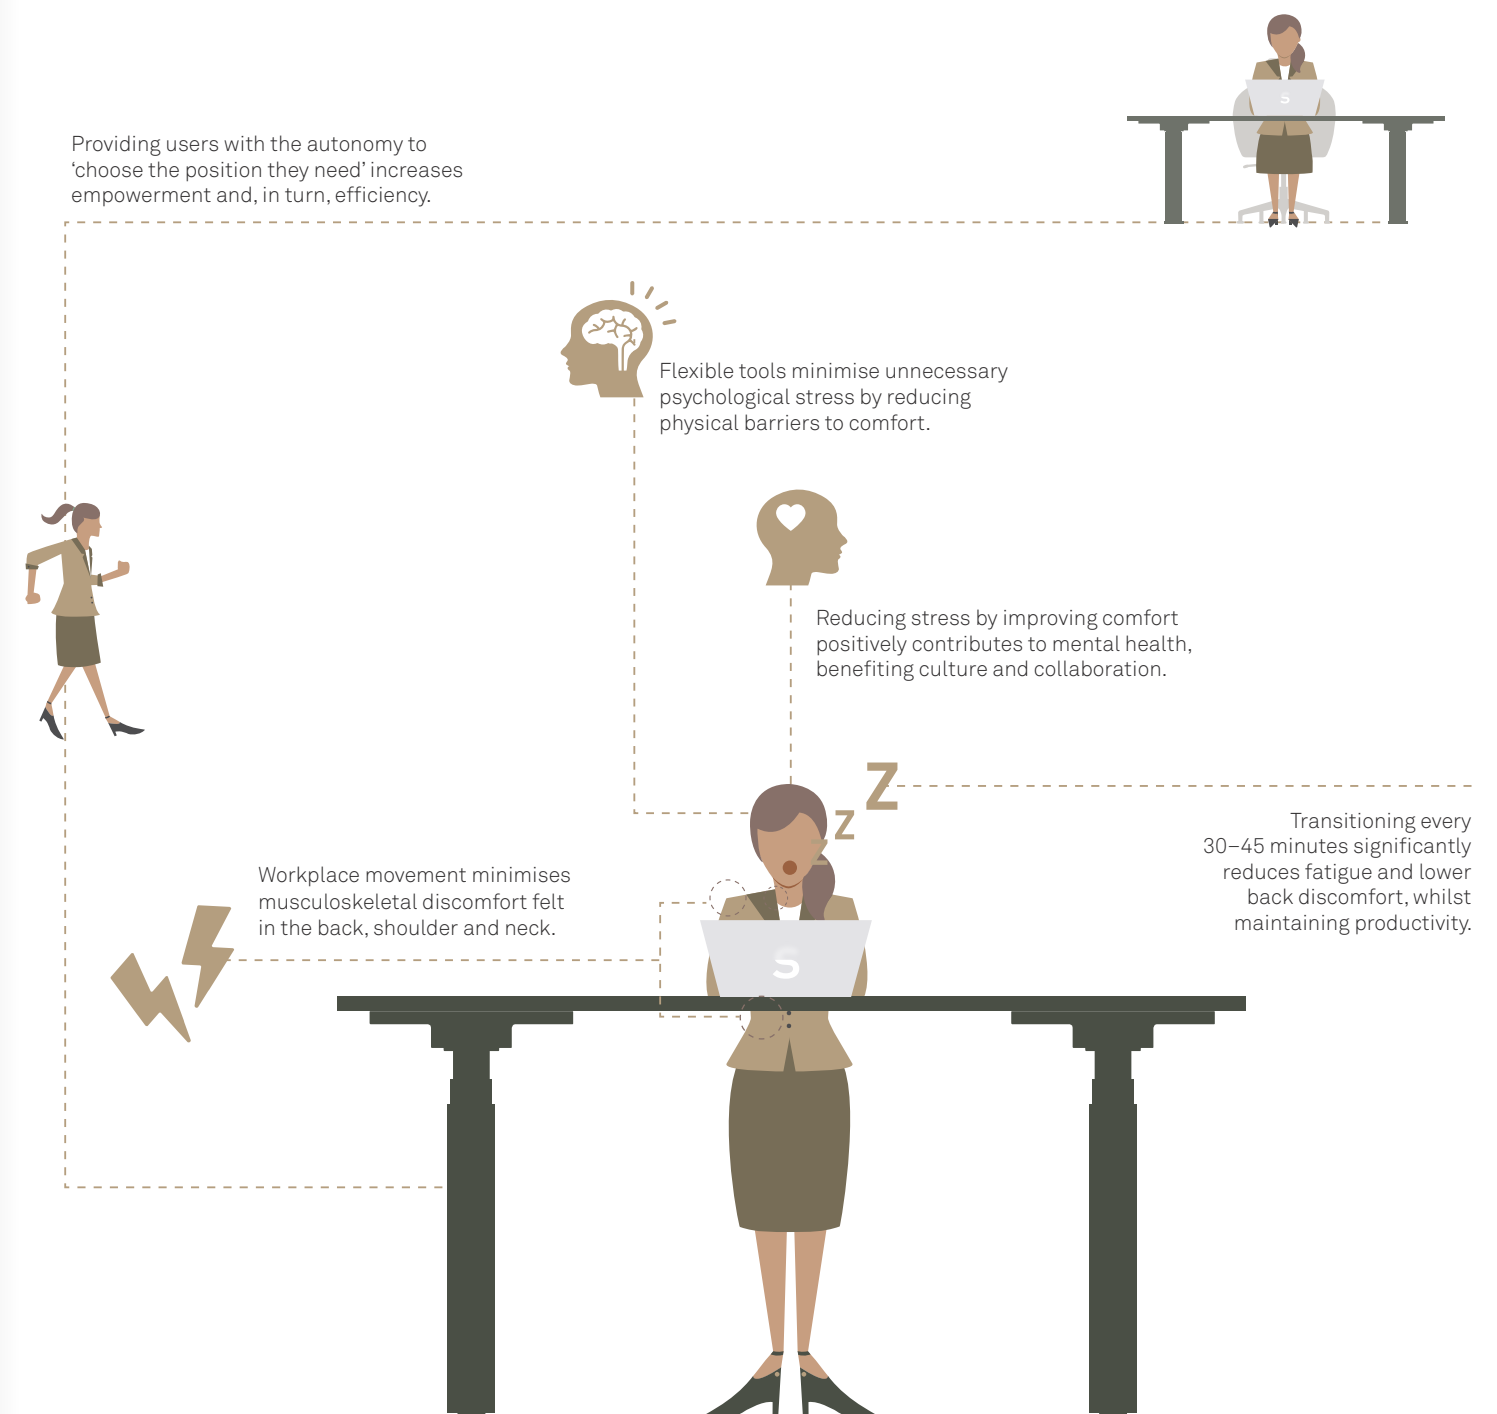 Providing users with the autonomy to
‘choose the position they need’ increases
empowerment and, in turn, efficiency.
Flexible tools minimise unnecessary
psychological stress by reducing
physical barriers to comfort.
Reducing stress by improving comfort
positively contributes to mental health,
benefiting culture and collaboration.
Z
Z
Z
Transitioning every
30–45 minutes significantly
reduces fatigue and lower
back discomfort, whilst
maintaining productivity.
Workplace movement minimises
musculoskeletal discomfort felt
in the back, shoulder and neck.
S
S